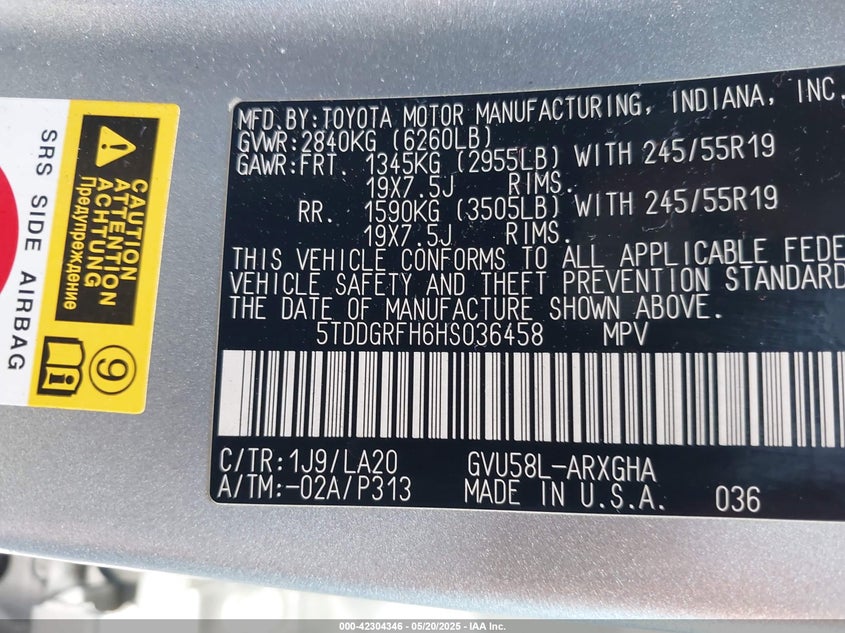 SRS SIDE AIRBAG
CAUTION
ATTENTION
ACHTUNG
Предупреждение
i
9
MFD.BY:TOYOTA MOTOR MANUFACTURING, INDIANA, INC.
GVWR:2840KG (6260LB)
GAWR:FRT. 1345KG (2955LB) WITH 245/55R19
19X7.5J RIMS.
RR. 1590KG (3505LB) WITH 245/55R19
19X7.5J RIMS.
THIS VEHICLE CONFORMS TO ALL APPLICABLE FEDE
VEHICLE SAFETY AND THEFT PREVENTION STANDARD
THE DATE OF MANUFACTURE SHOWN ABOVE.
5TDDGRFH6HS036458 MPV
C/TR:1J9/LA20 GVU58L-ARXGHA
A/TM:-02A/P313 MADE IN U.S.A. 036
000-42304346 — 05/20/2025 — IAA Inc.